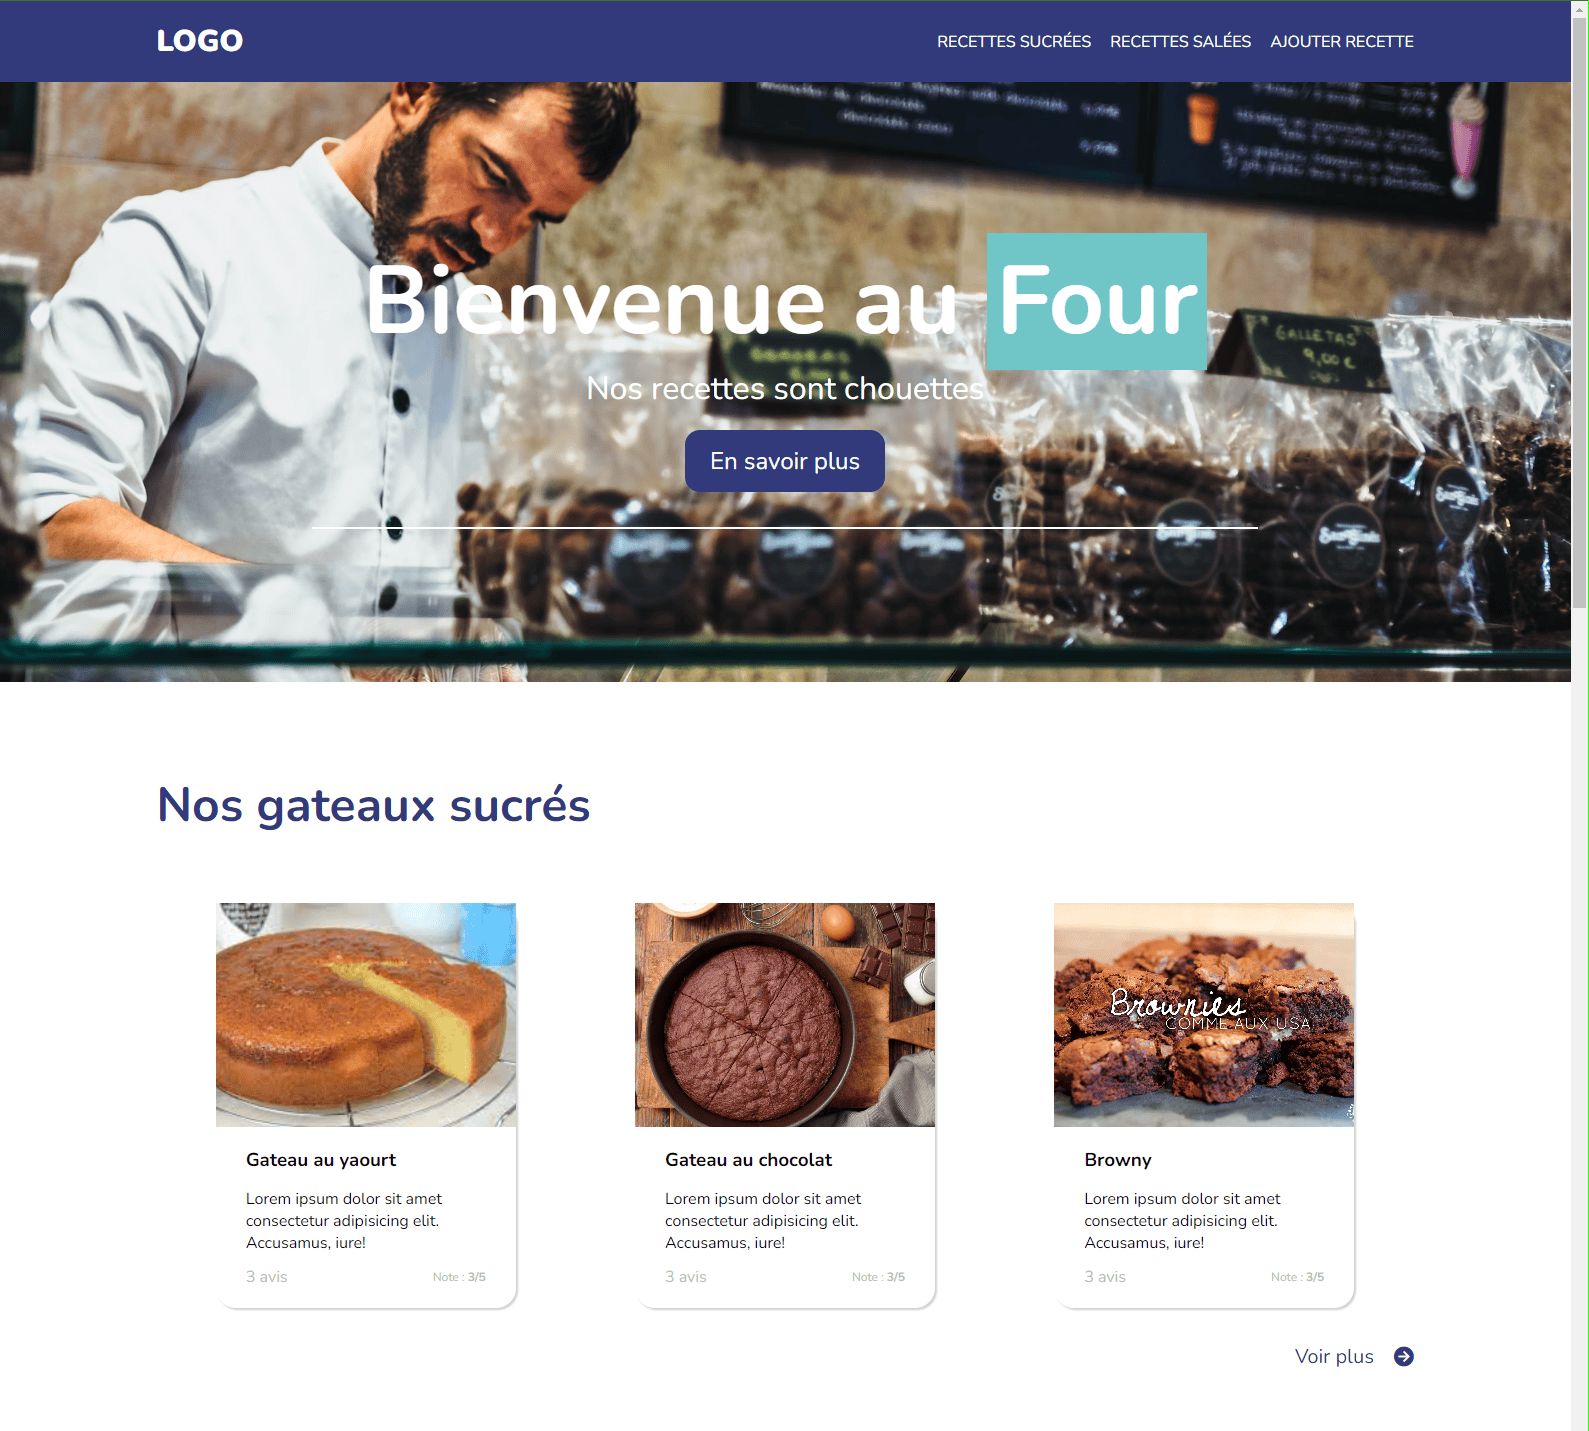 LOGO
RECETTES SUCRÉES RECETTES SALÉES AJOUTER RECETTE
Bienvenue au Four
GALLETAS
9,00€
Nos recettes sont chouettes
En savoir plus
Nos gateaux sucrés
Brownies
COMME AUX USA
Gateau au yaourt
Lorem ipsum dolor sit amet
consectetur adipisicing elit.
Accusamus, iure!
3 avis Note : 3/5
Gateau au chocolat
Lorem ipsum dolor sit amet
consectetur adipisicing elit.
Accusamus, iure!
3 avis Note : 3/5
Browny
Lorem ipsum dolor sit amet
consectetur adipisicing elit.
Accusamus, iure!
3 avis Note : 3/5
Voir plus